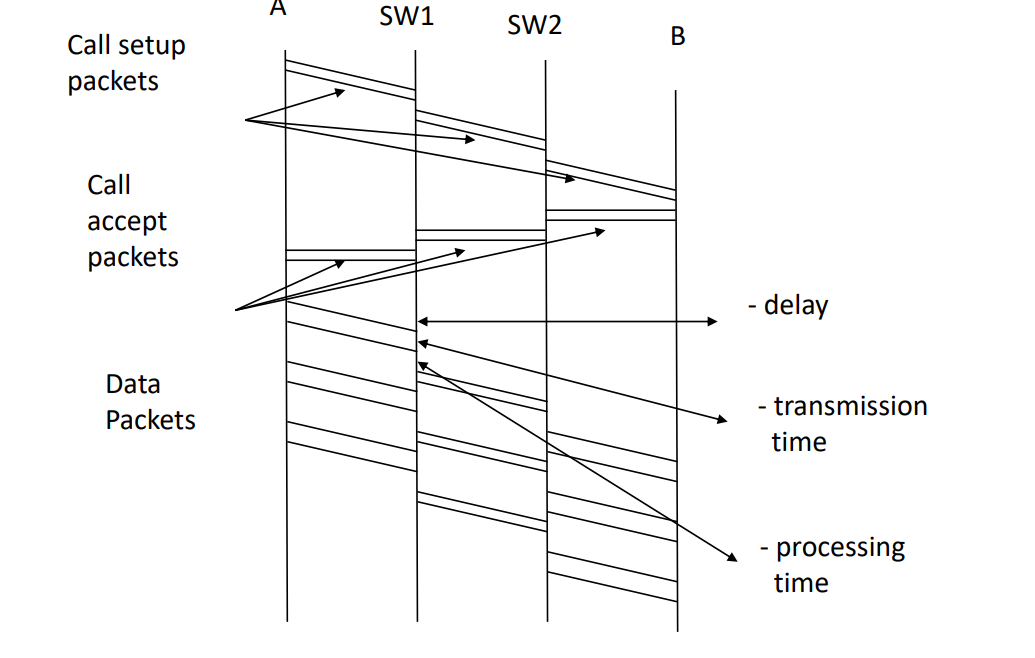 A
SW1
SW2
B
Call setup
packets
Call
accept
packets
- delay
Data
Packets
- transmission
time
- processing
time